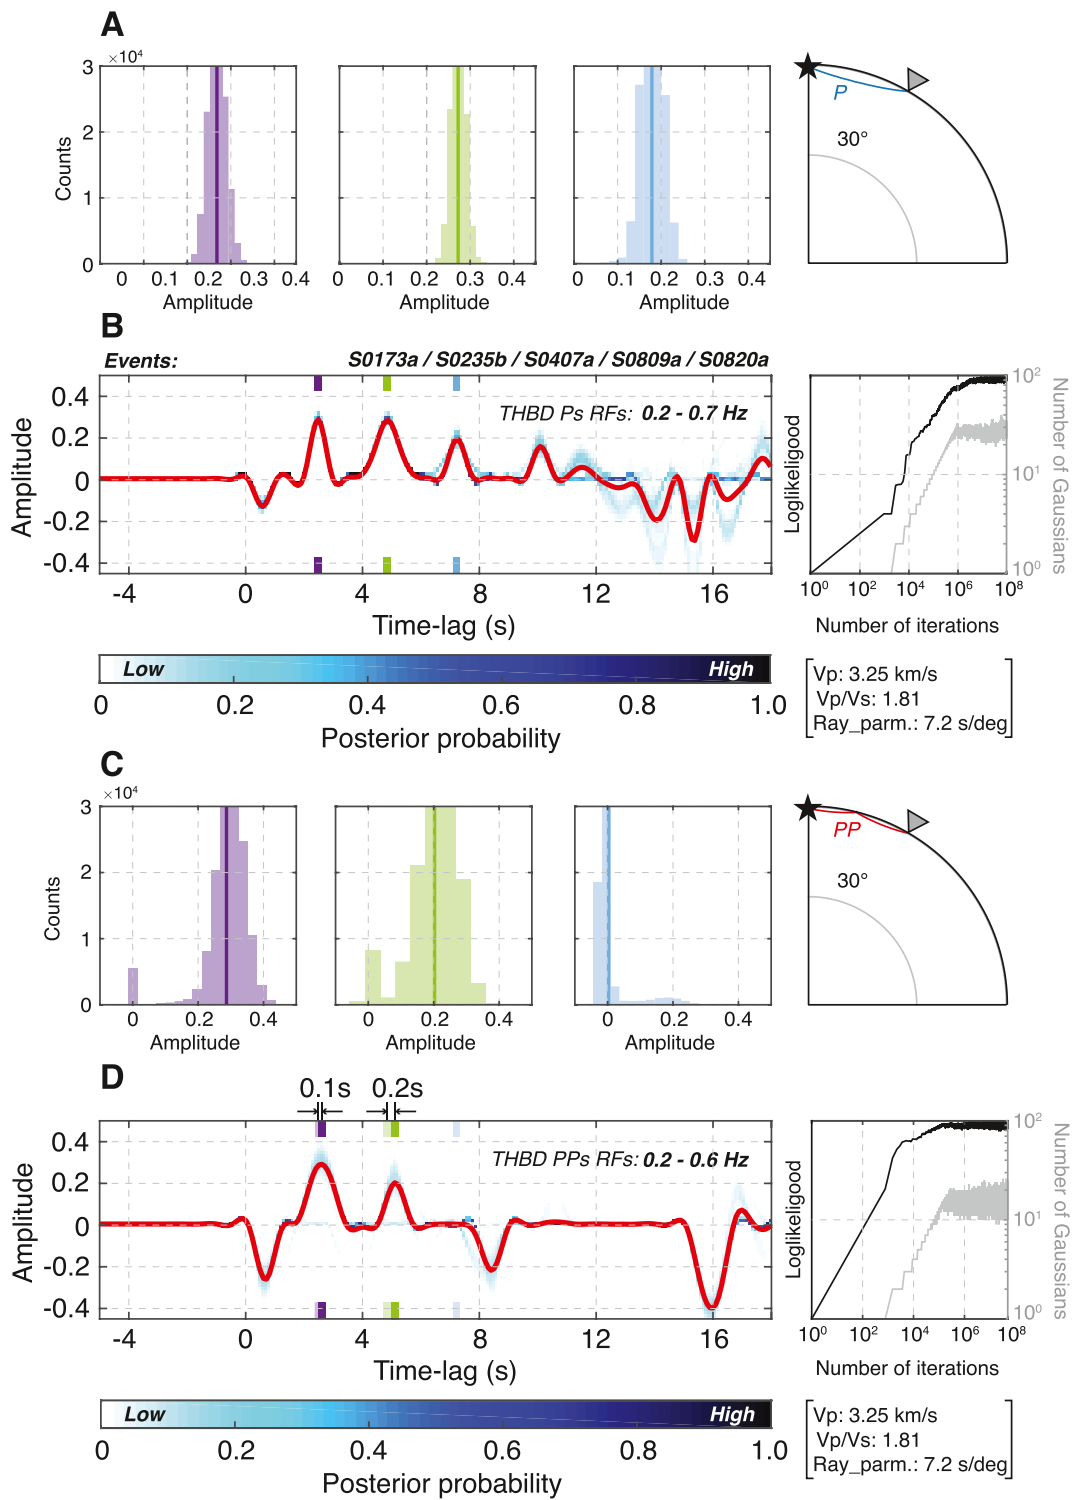 A
×10⁴
3
2
1
0
Counts
0 0.1 0.2 0.3 0.4
Amplitude
0 0.1 0.2 0.3 0.4
Amplitude
0 0.1 0.2 0.3 0.4
Amplitude
P
30°
B
Events: S0173a / S0235b / S0407a / S0809a / S0820a
THBD Ps RFs: 0.2 - 0.7 Hz
0.4
0.2
0
-0.2
-0.4
Amplitude
-4 0 4 8 12 16
Time-lag (s)
Loglikeligood
10² 
10¹
10⁰
Number of Gaussians
10⁰ 10² 10⁴ 10⁶ 10⁸
Number of iterations
Low High
0 0.2 0.4 0.6 0.8 1.0
Posterior probability
Vp: 3.25 km/s
Vp/Vs: 1.81
Ray_parm.: 7.2 s/deg
C
×10⁴
3
2
1
0
Counts
0 0.2 0.4
Amplitude
0 0.2 0.4
Amplitude
0 0.2 0.4
Amplitude
PP
30°
D
0.1s 0.2s
THBD PPs RFs: 0.2 - 0.6 Hz
0.4
0.2
0
-0.2
-0.4
Amplitude
-4 0 4 8 12 16
Time-lag (s)
Loglikeligood
10²
10¹
10⁰
Number of Gaussians
10⁰ 10² 10⁴ 10⁶ 10⁸
Number of iterations
Low High
0 0.2 0.4 0.6 0.8 1.0
Posterior probability
Vp: 3.25 km/s
Vp/Vs: 1.81
Ray_parm.: 7.2 s/deg